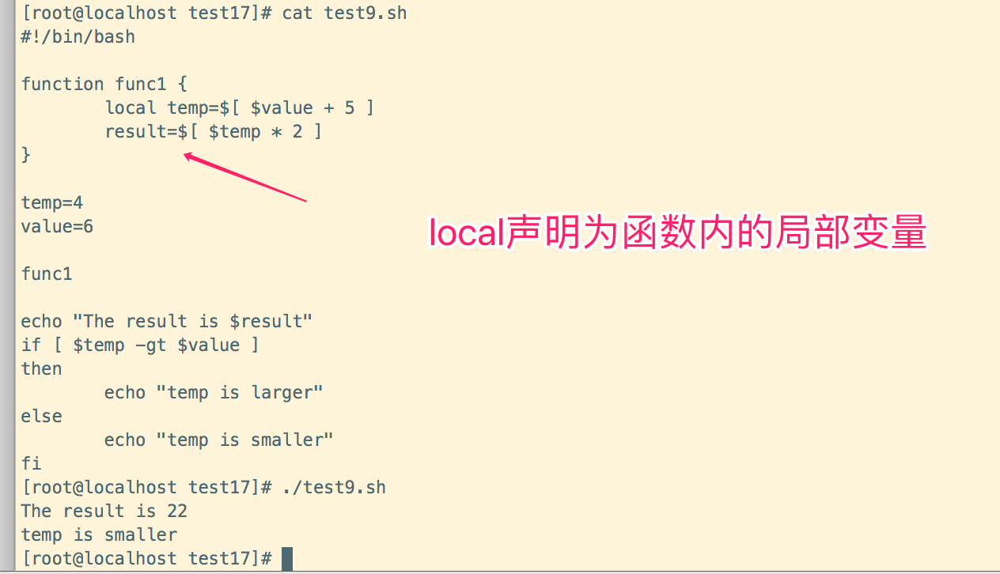 [root@localhost test17]# cat test9.sh
#!/bin/bash
function func1 {
local temp=$[ $value + 5 ]
result=$[ $temp * 2 ]
}
temp=4
value=6
local声明为函数内的局部变量
func1
echo "The result is $result"
if [ $temp -gt $value ]
then
echo "temp is larger"
else
echo "temp is smaller"
fi
[root@localhost test17]# ./test9.sh
The result is 22
temp is smaller
[root@localhost test17]#